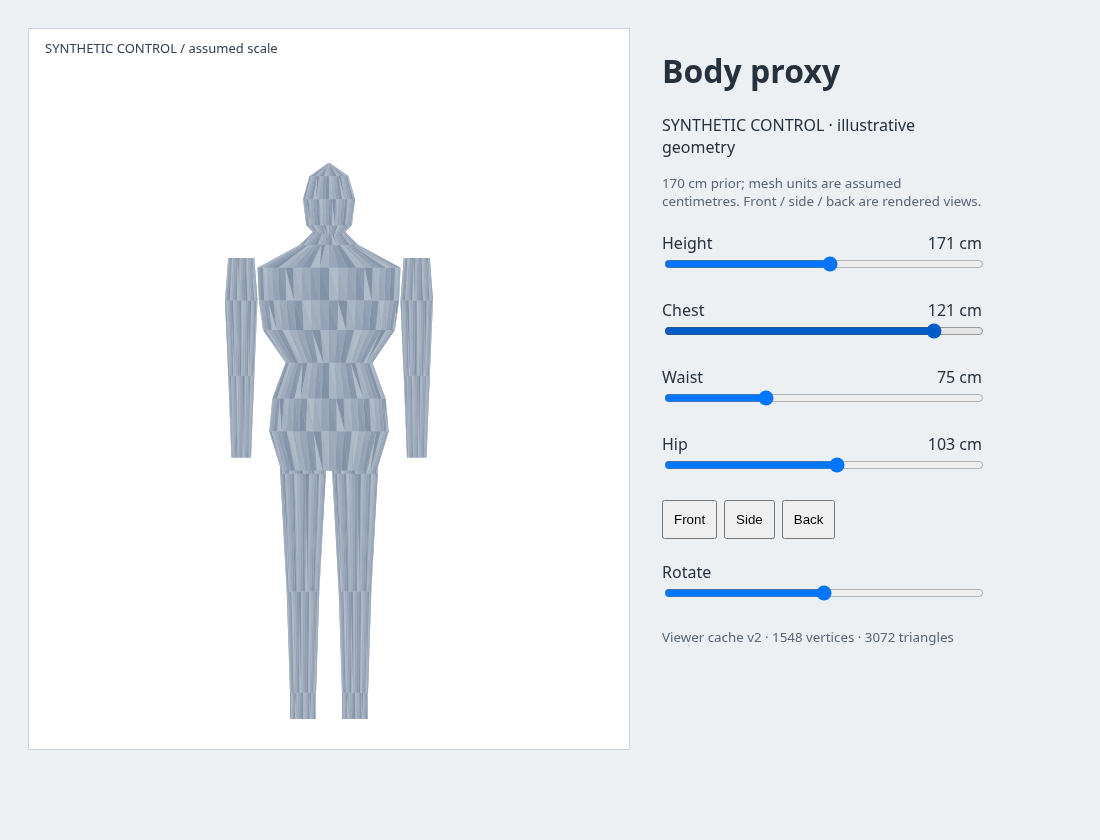 SYNTHETIC CONTROL / assumed scale
Body proxy
SYNTHETIC CONTROL · illustrative
geometry
170 cm prior; mesh units are assumed
centimetres. Front / side / back are rendered views.
Height 171 cm
Chest 121 cm
Waist 75 cm
Hip 103 cm
Front Side Back
Rotate
Viewer cache v2 · 1548 vertices · 3072 triangles